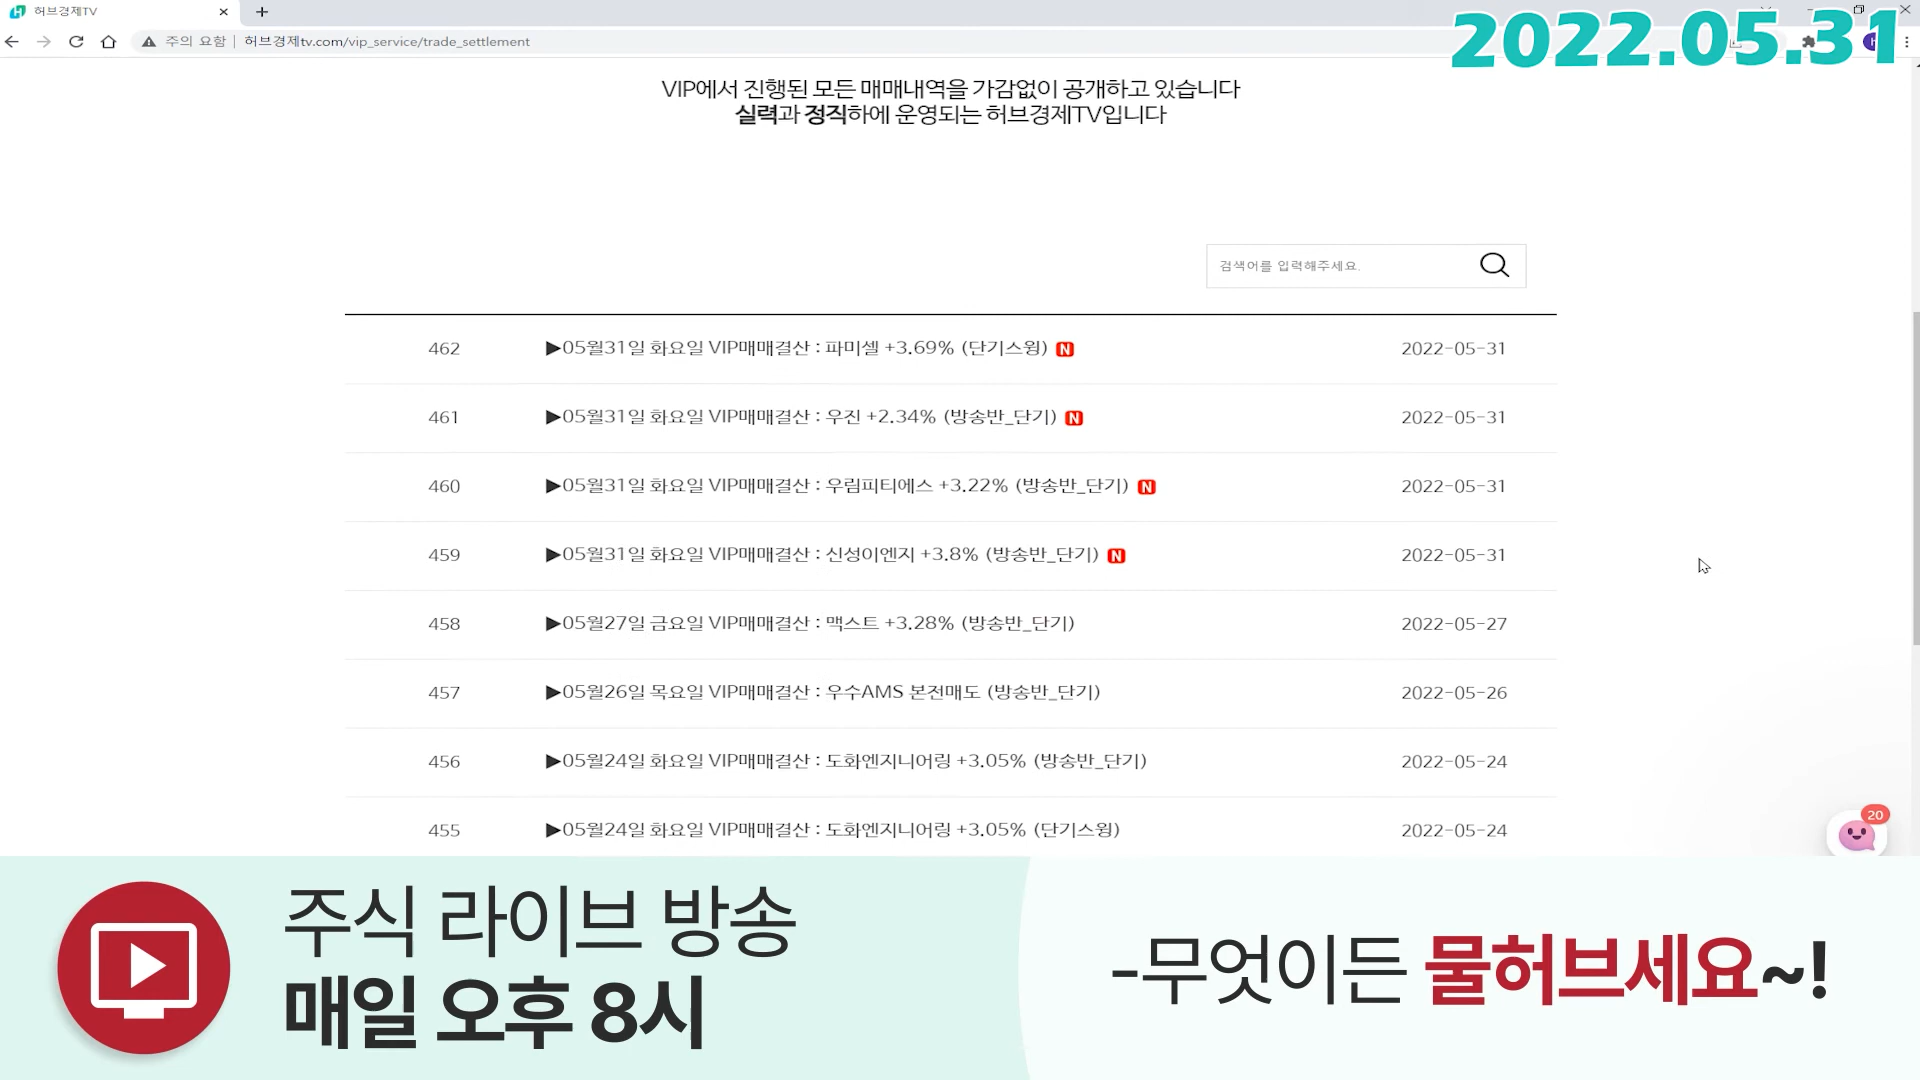 허브경제TV
2022.05.31
주의 요함 | 허브경제tv.com/vip_service/trade_settlement
VIP에서 진행된 모든 매매내역을 가감없이 공개하고 있습니다
실력과 정직하에 운영되는 허브경제TV입니다
검색어를 입력해주세요.
462 ▶05월31일 화요일 VIP매매결산 : 파미셀 +3.69% (단기스윙) N 2022-05-31
461 ▶05월31일 화요일 VIP매매결산 : 우진 +2.34% (방송반_단기) N 2022-05-31
460 ▶05월31일 화요일 VIP매매결산 : 우림피티에스 +3.22% (방송반_단기) N 2022-05-31
459 ▶05월31일 화요일 VIP매매결산 : 신성이엔지 +3.8% (방송반_단기) N 2022-05-31
458 ▶05월27일 금요일 VIP매매결산 : 맥스트 +3.28% (방송반_단기) 2022-05-27
457 ▶05월26일 목요일 VIP매매결산 : 우수AMS 본전매도 (방송반_단기) 2022-05-26
456 ▶05월24일 화요일 VIP매매결산 : 도화엔지니어링 +3.05% (방송반_단기) 2022-05-24
455 ▶05월24일 화요일 VIP매매결산 : 도화엔지니어링 +3.05% (단기스윙) 2022-05-24
20
주식 라이브 방송
매일 오후 8시
-무엇이든 물허브세요~!